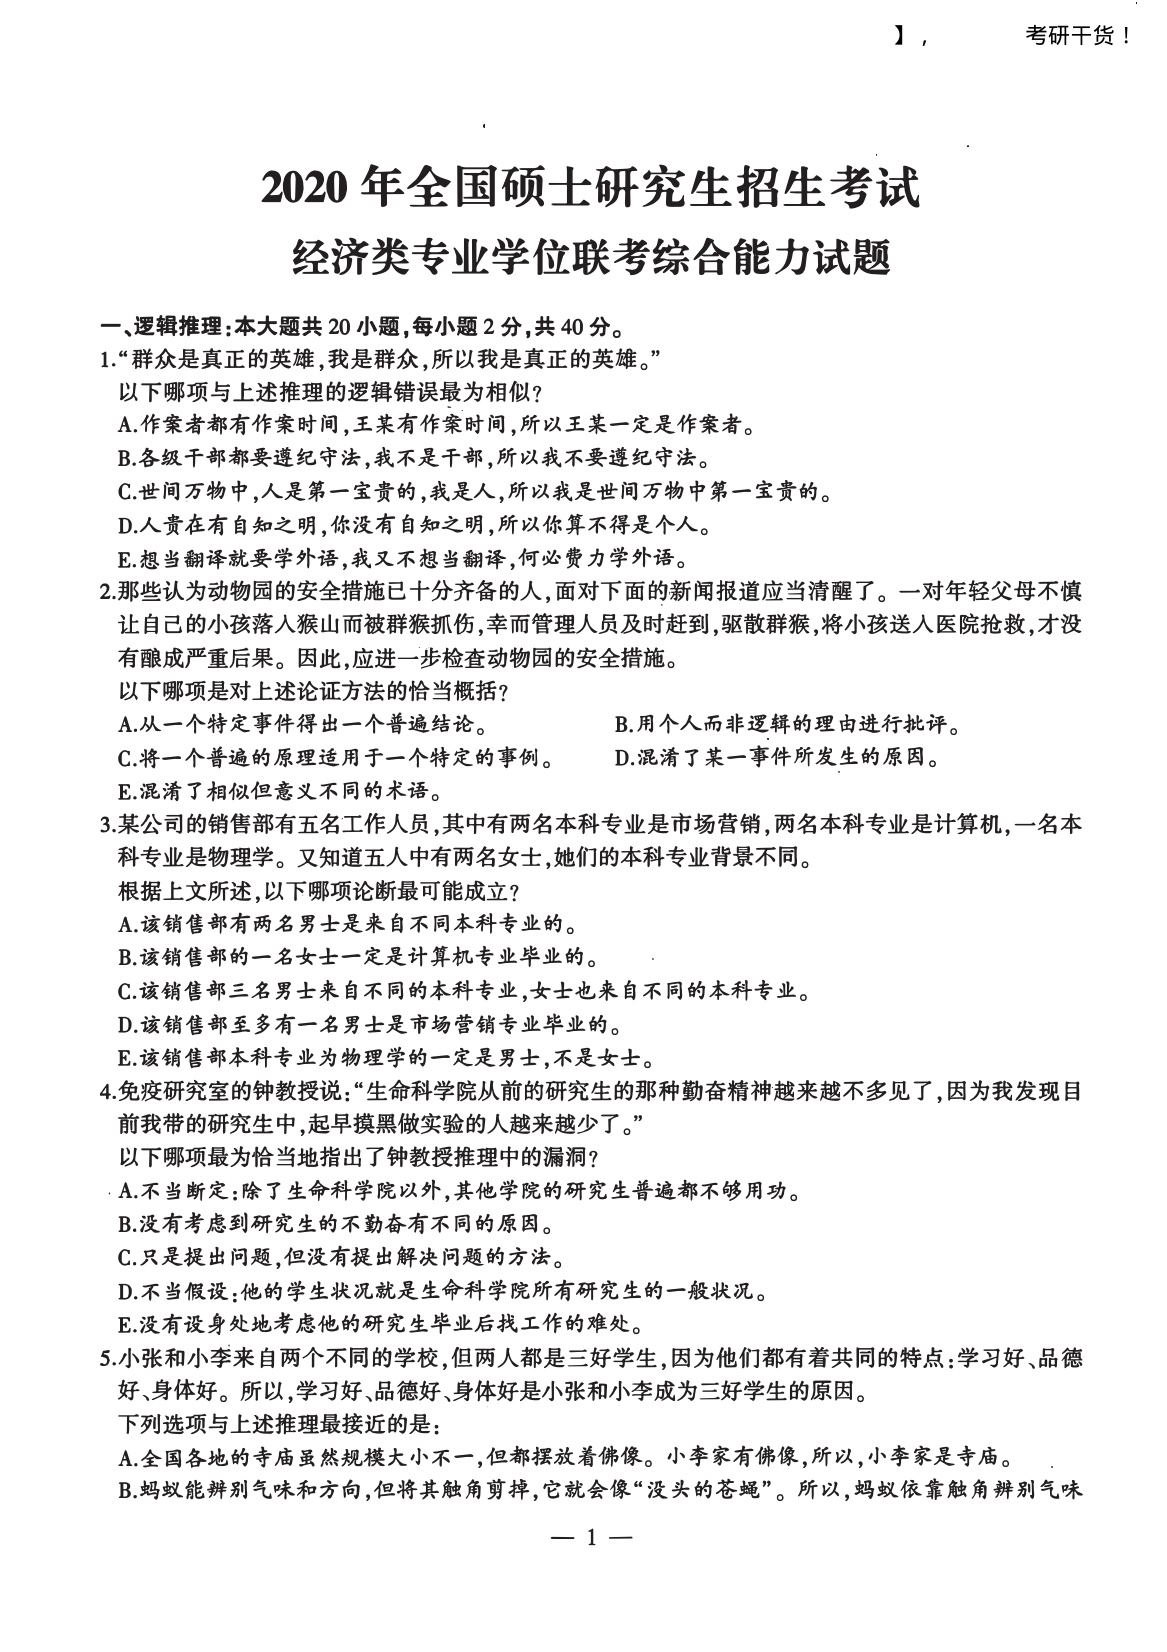 】，考研干货！
2020 年全国硕士研究生招生考试
经济类专业学位联考综合能力试题
一、逻辑推理:本大题共 20 小题,每小题 2 分,共 40 分。
1.“群众是真正的英雄,我是群众,所以我是真正的英雄。”
以下哪项与上述推理的逻辑错误最为相似?
A.作案者都有作案时间,王某有作案时间,所以王某一定是作案者。
B.各级干部都要遵纪守法,我不是干部,所以我不要遵纪守法。
C.世间万物中,人是第一宝贵的,我是人,所以我是世间万物中第一宝贵的。
D.人贵在有自知之明,你没有自知之明,所以你算不得是个人。
E.想当翻译就要学外语,我又不想当翻译,何必费力学外语。
2.那些认为动物园的安全措施已十分齐备的人,面对下面的新闻报道应当清醒了。一对年轻父母不慎
让自己的小孩落入猴山而被群猴抓伤,幸而管理人员及时赶到,驱散群猴,将小孩送入医院抢救,才没
有酿成严重后果。因此,应进一步检查动物园的安全措施。
以下哪项是对上述论证方法的恰当概括?
A.从一个特定事件得出一个普遍结论。 B.用个人而非逻辑的理由进行批评。
C.将一个普遍的原理适用于一个特定的事例。 D.混淆了某一事件所发生的原因。
E.混淆了相似但意义不同的术语。
3.某公司的销售部有五名工作人员,其中有两名本科专业是市场营销,两名本科专业是计算机,一名本
科专业是物理学。又知道五人中有两名女士,她们的本科专业背景不同。
根据上文所述,以下哪项论断最可能成立?
A.该销售部有两名男士是来自不同本科专业的。
B.该销售部的一名女士一定是计算机专业毕业的。
C.该销售部三名男士来自不同的本科专业,女士也来自不同的本科专业。
D.该销售部至多有一名男士是市场营销专业毕业的。
E.该销售部本科专业为物理学的一定是男士,不是女士。
4.免疫研究室的钟教授说:“生命科学院从前的研究生的那种勤奋精神越来越不多见了,因为我发现目
前我带的研究生中,起早摸黑做实验的人越来越少了。”
以下哪项最为恰当地指出了钟教授推理中的漏洞?
A.不当断定:除了生命科学院以外,其他学院的研究生普遍都不够用功。
B.没有考虑到研究生的不勤奋有不同的原因。
C.只是提出问题,但没有提出解决问题的方法。
D.不当假设:他的学生状况就是生命科学院所有研究生的一般状况。
E.没有设身处地考虑他的研究生毕业后找工作的难处。
5.小张和小李来自两个不同的学校,但两人都是三好学生,因为他们都有着共同的特点:学习好、品德
好、身体好。所以,学习好、品德好、身体好是小张和小李成为三好学生的原因。
下列选项与上述推理最接近的是:
A.全国各地的寺庙虽然规模大小不一,但都摆放着佛像。小李家有佛像,所以,小李家是寺庙。
B.蚂蚁能辨别气味和方向,但将其触角剪掉,它就会像“没头的苍蝇”。所以,蚂蚁依靠触角辨别气味
— 1 —